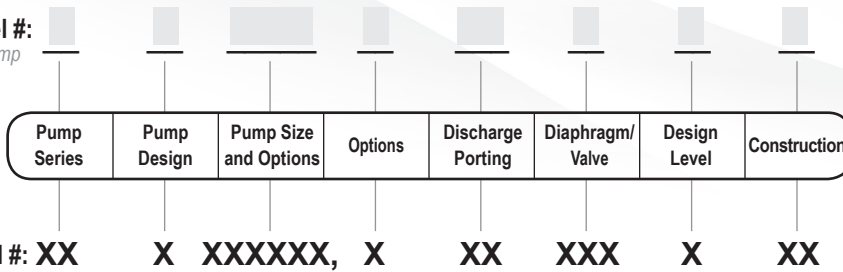 l #:
mp
Pump Series
Pump Design
Pump Size and Options
Options
Discharge Porting
Diaphragm/ Valve
Design Level
Construction
l #: XX X XXXXXX, X XX XXX X XX